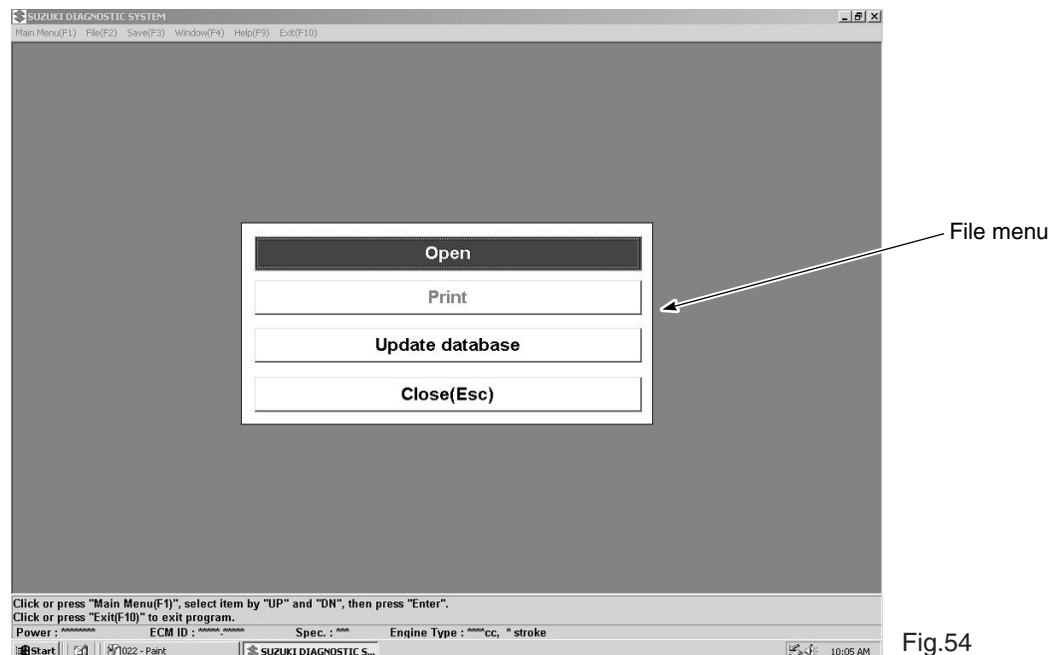 SUZUKI DIAGNOSTIC SYSTEM
Main Menu(F1) File(F2) Save(F3) Window(F4) Help(F9) Exit(F10)
File menu
Open
Print
Update database
Close(Esc)
Click or press "Main Menu(F1)", select item by "UP" and "DN", then press "Enter".
Click or press "Exit(F10)" to exit program.
Power : ******* ECM ID : *****-***** Spec. : *** Engine Type : ****cc, * stroke
Start 022 - Paint SUZUKI DIAGNOSTIC S... 10:05 AM
Fig.54